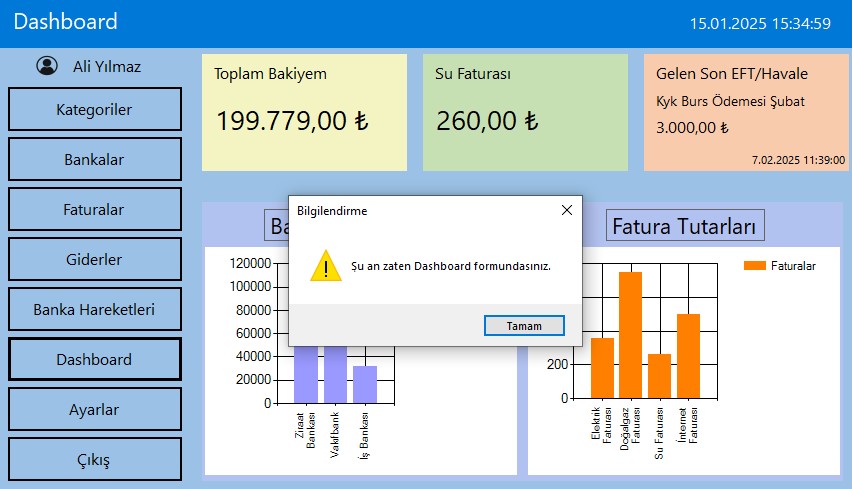 Dashboard
15.01.2025 15:34:59
Ali Yılmaz
Kategoriler
Bankalar
Faturalar
Giderler
Banka Hareketleri
Dashboard
Ayarlar
Çıkış
Toplam Bakiyem
199.779,00 ₺
Su Faturası
260,00 ₺
Gelen Son EFT/Havale
Kyk Burs Ödemesi Şubat
3.000,00 ₺
7.02.2025 11:39:00
Bilgilendirme
Şu an zaten Dashboard formundasınız.
Tamam
120000
100000
80000
60000
40000
20000
0
Ziraat
Bankası
Vakıfbank
İş Bankası
Fatura Tutarları
Faturalar
200
0
Elektrik
Faturası
Doğalgaz
Faturası
Su Faturası
İnternet
Faturası